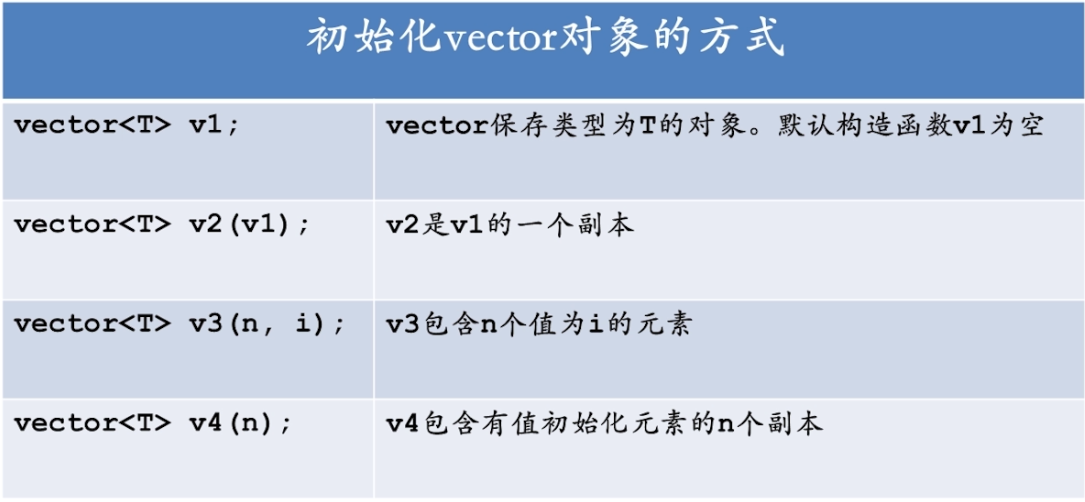 初始化vector对象的方式
vector<T> v1;
vector保存类型为T的对象。默认构造函数v1为空
vector<T> v2(v1);
v2是v1的一个副本
vector<T> v3(n, i);
v3包含n个值为i的元素
vector<T> v4(n);
v4包含有值初始化元素的n个副本